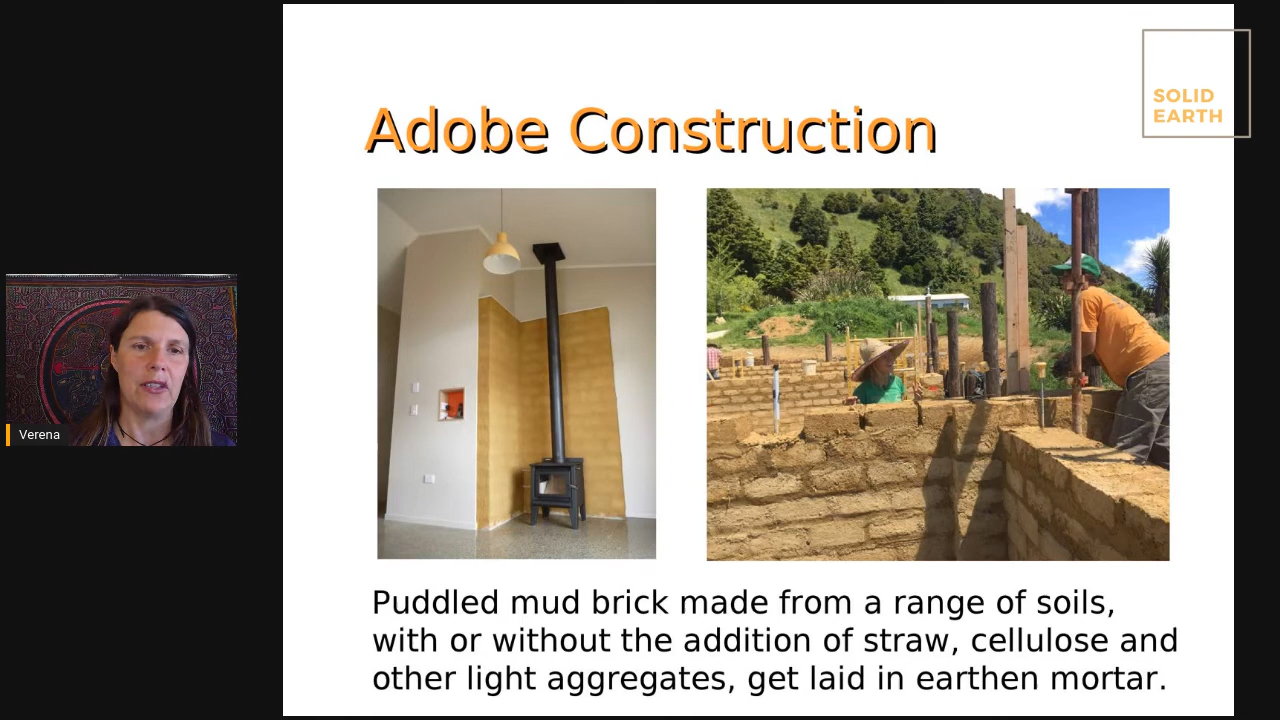 Adobe Construction
SOLID
EARTH
Verena
Puddled mud brick made from a range of soils,
with or without the addition of straw, cellulose and
other light aggregates, get laid in earthen mortar.